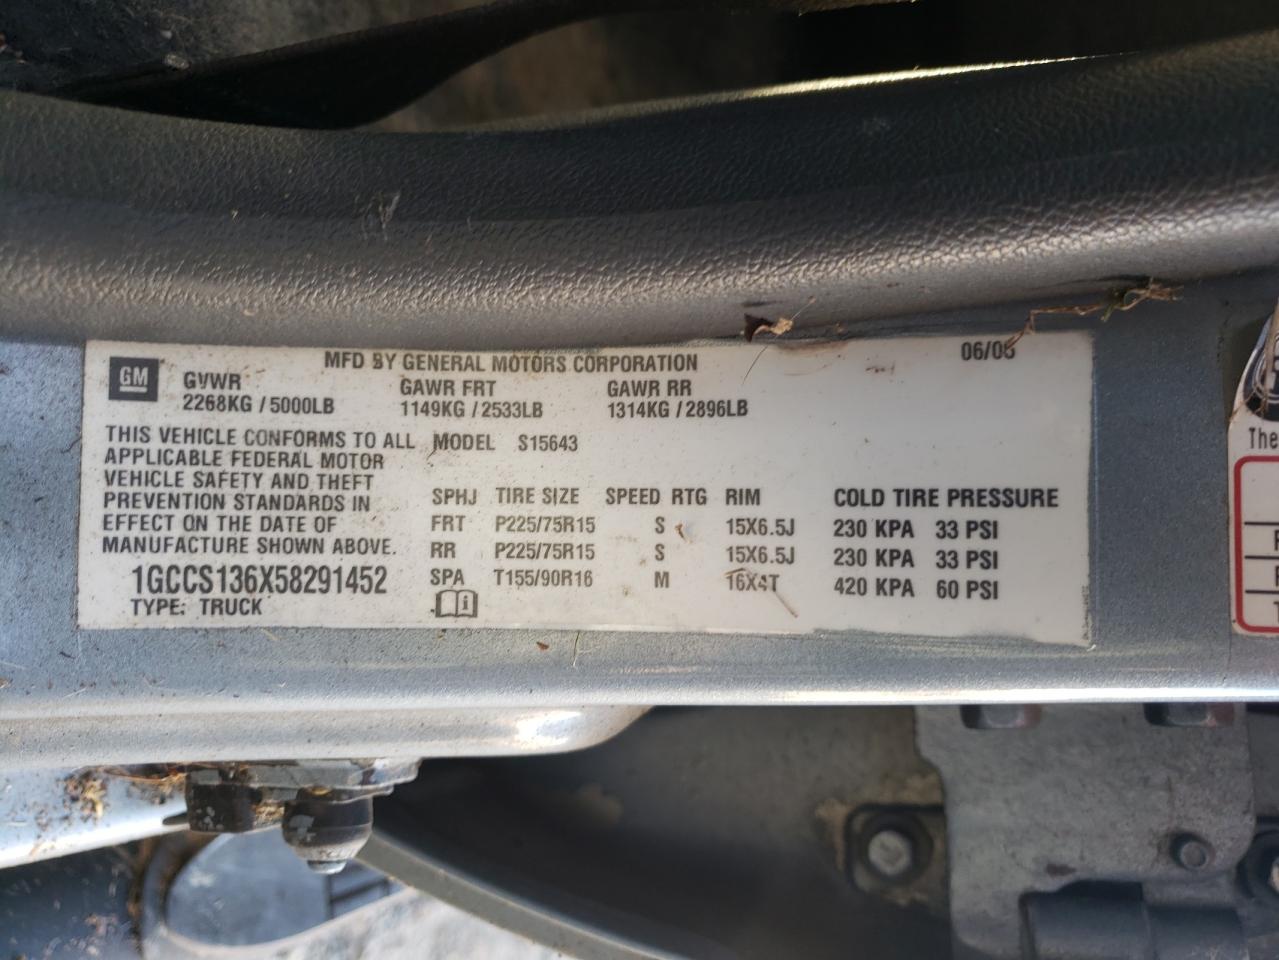 MFD BY GENERAL MOTORS CORPORATION 06/05
GM
GVWR GAWR FRT GAWR RR
2268KG / 5000LB 1149KG / 2533LB 1314KG / 2896LB
THIS VEHICLE CONFORMS TO ALL
APPLICABLE FEDERAL MOTOR
VEHICLE SAFETY AND THEFT
PREVENTION STANDARDS IN
EFFECT ON THE DATE OF
MANUFACTURE SHOWN ABOVE.
1GCCS136X58291452
TYPE: TRUCK
MODEL S15643
SPHJ TIRE SIZE SPEED RTG RIM COLD TIRE PRESSURE
FRT P225/75R15 S 15X6.5J 230 KPA 33 PSI
RR P225/75R15 S 15X6.5J 230 KPA 33 PSI
SPA T155/90R16 M 16X4T 420 KPA 60 PSI
i
The